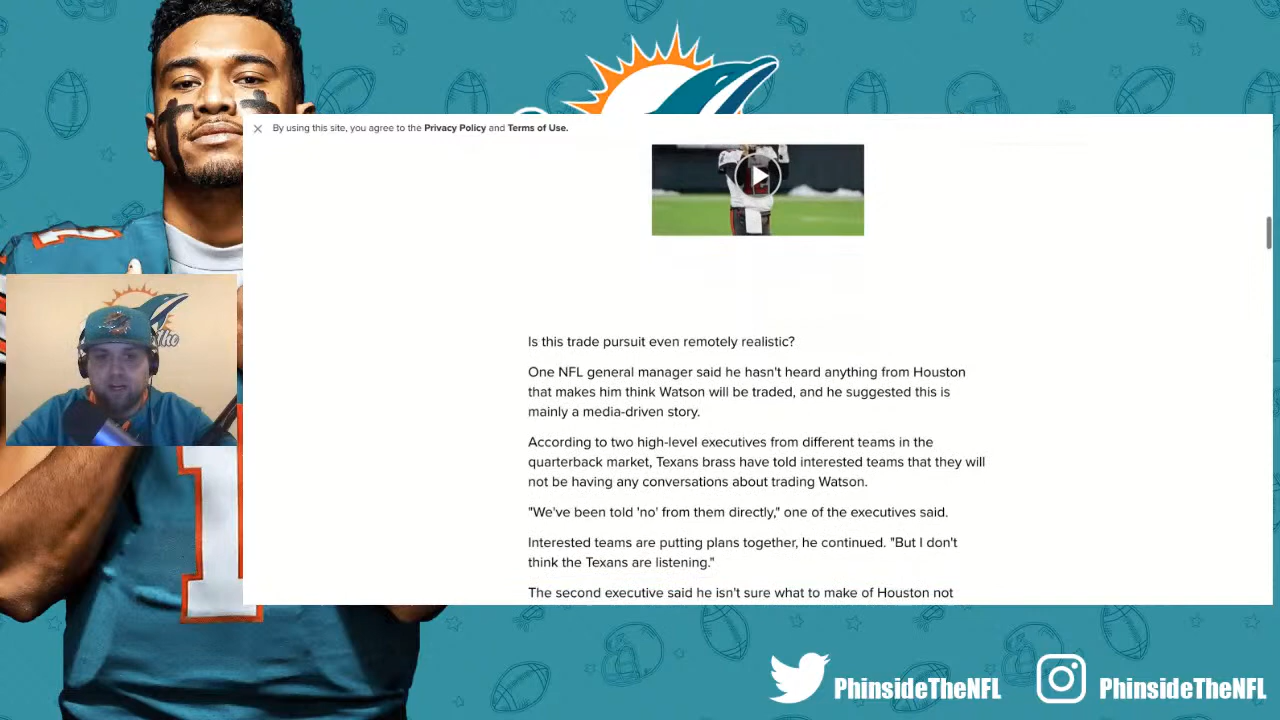 By using this site, you agree to the Privacy Policy and Terms of Use.
Is this trade pursuit even remotely realistic?
One NFL general manager said he hasn't heard anything from Houston
that makes him think Watson will be traded, and he suggested this is
mainly a media-driven story.
According to two high-level executives from different teams in the
quarterback market, Texans brass have told interested teams that they will
not be having any conversations about trading Watson.
"We've been told 'no' from them directly," one of the executives said.
Interested teams are putting plans together, he continued. "But I don't
think the Texans are listening."
The second executive said he isn't sure what to make of Houston not
1
PhinsideTheNFL
PhinsideTheNFL